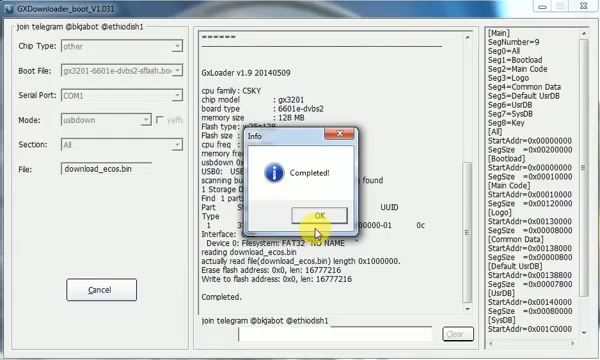 GXDownloader_boot_V1.031
join telegram @bkjabot @ethiodish1
Chip Type:
other
Boot File:
gx3201-6601e-dvbs2-sflash.boo
Serial Port:
COM1
Mode:
usbdown
yaffs
Section:
All
File:
download_ecos.bin
Cancel
======
GxLoader v1.9 20140509
cpu family : CSKY
chip model : gx3201
board type : 6601e-dvbs2
memory size : 128 MB
Flash type
cpu freq
memory fre
usbdown 0x
USB0: USB
scanning bu
found
1 Storage D
Find 1 part
Part
UUID
Type
1
00000-01 0c
Interface:
Device 0: Filesystem: FAT32 "NO NAME "
reading download_ecos.bin
actually read file(download_ecos.bin) length 0x1000000.
Erase flash address: 0x0, len: 16777216
Write to flash address: 0x0, len: 16777216
Completed.
Info
Completed!
OK
join telegram @bkjabot @ethiodish1
Clear
[Main]
SegNumber=9
Seg0=All
Seg1=Bootload
Seg2=Main Code
Seg3=Logo
Seg4=Common Data
Seg5=Default UsrDB
Seg6=UsrDB
Seg7=SysDB
Seg8=Key
[All]
StartAddr=0x00000000
SegSize =0x00200000
[Bootload]
StartAddr=0x00000000
SegSize =0x00010000
[Main Code]
StartAddr=0x00010000
SegSize =0x00120000
[Logo]
StartAddr=0x00130000
SegSize =0x00008000
[Common Data]
StartAddr=0x00138000
SegSize =0x00000800
[Default UsrDB]
StartAddr=0x00138800
SegSize =0x00007800
[UsrDB]
StartAddr=0x00140000
SegSize =0x00080000
[SysDB]
StartAddr=0x001C0000